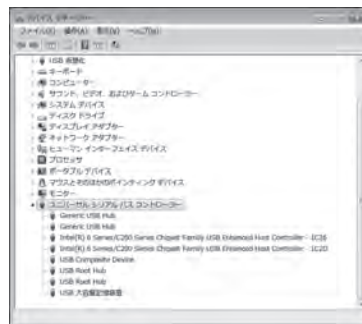 デバイス マネージャー
ファイル(F) 操作(A) 表示(V) ヘルプ(H)
USB 仮想化
キーボード
コンピューター
サウンド、ビデオ、およびゲーム コントローラー
システム デバイス
ディスク ドライブ
ディスプレイ アダプター
ネットワーク アダプター
ヒューマン インターフェイス デバイス
プロセッサ
ポータブル デバイス
マウスとそのほかのポインティング デバイス
モニター
ユニバーサル シリアル バス コントローラー
Generic USB Hub
Generic USB Hub
Intel(R) 6 Series/C200 Series Chipset Family USB Enhanced Host Controller - 1C26
Intel(R) 6 Series/C200 Series Chipset Family USB Enhanced Host Controller - 1C2D
USB Composite Device
USB Root Hub
USB Root Hub
USB 大容量記憶装置